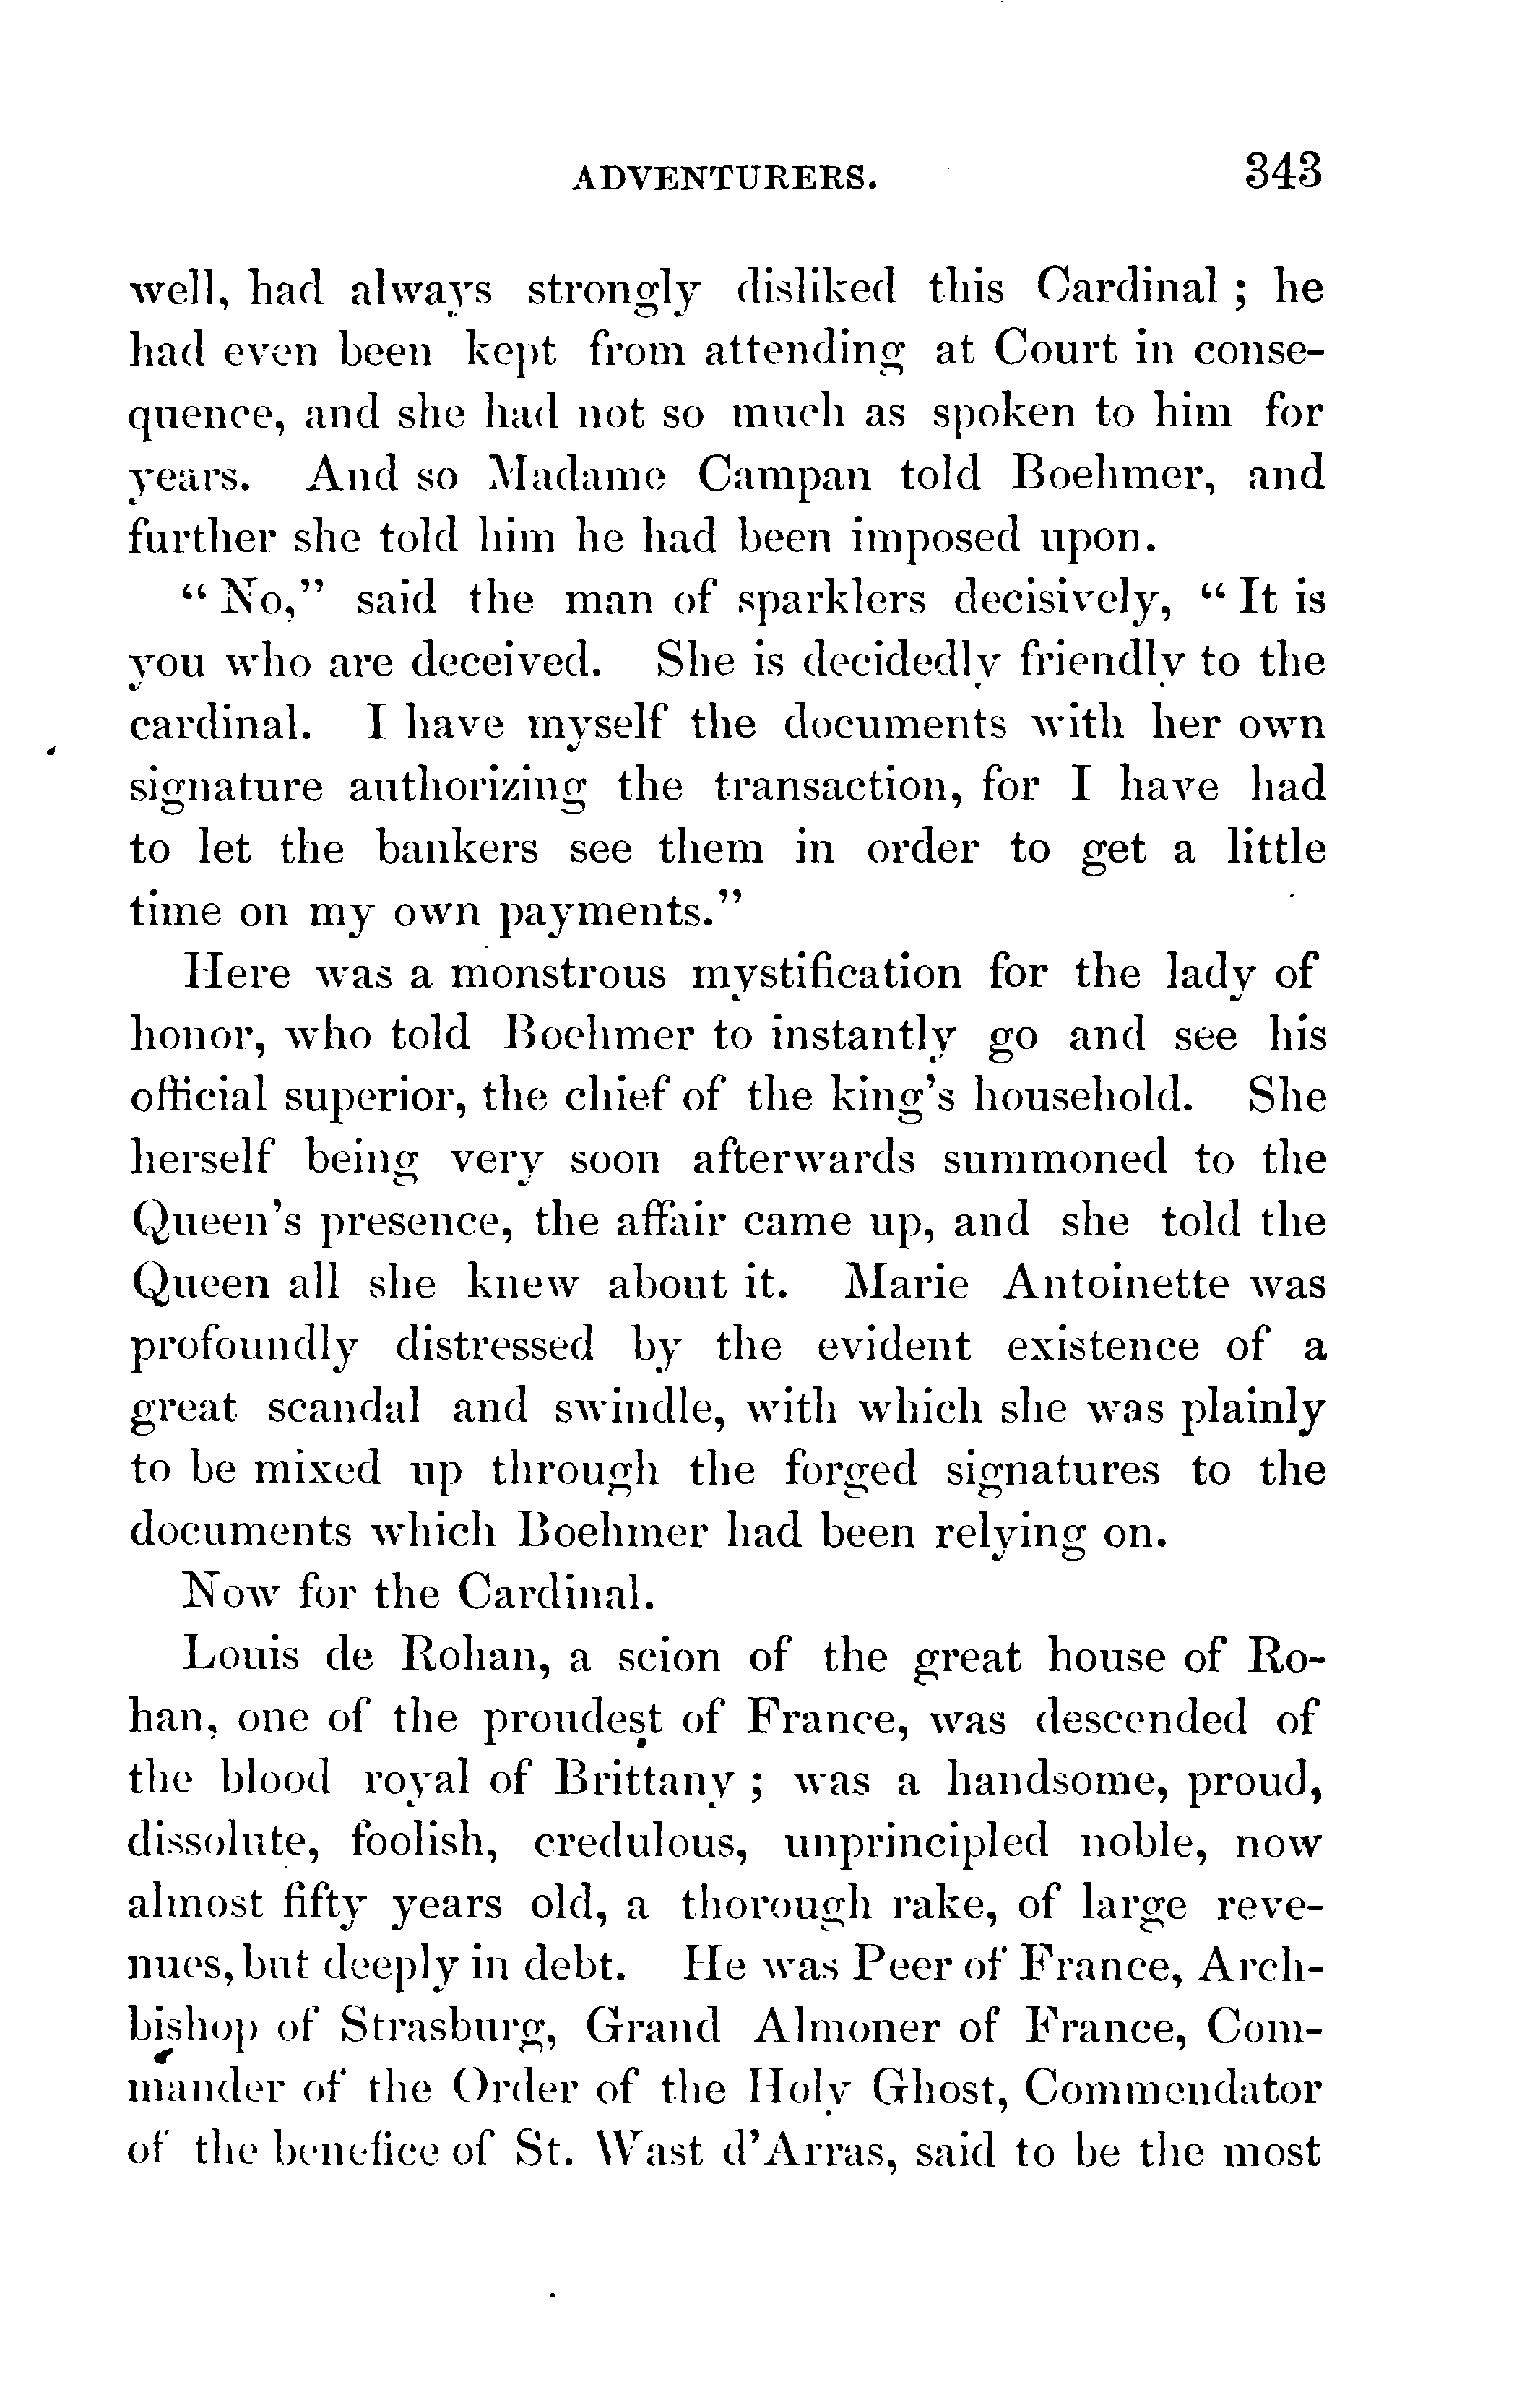 ADVENTURERS. 343
well, had always strongly disliked this Cardinal ; he
had even been kept from attending at Court in conse-
quence, and she had not so much as spoken to him for
years. And so Madame Campan told Boehmer, and
further she told him he had been imposed upon.
“ No,” said the man of sparklers decisively, “ It is
you who are deceived. She is decidedly friendly to the
cardinal. I have myself the documents with her own
signature authorizing the transaction, for I have had
to let the bankers see them in order to get a little
time on my own payments.”
Here was a monstrous mystification for the lady of
honor, who told Boehmer to instantly go and see his
official superior, the chief of the king’s household. She
herself being very soon afterwards summoned to the
Queen’s presence, the affair came up, and she told the
Queen all she knew about it. Marie Antoinette was
profoundly distressed by the evident existence of a
great scandal and swindle, with which she was plainly
to be mixed up through the forged signatures to the
documents which Boehmer had been relying on.
Now for the Cardinal.
Louis de Rohan, a scion of the great house of Ro-
han, one of the proudest of France, was descended of
the blood royal of Brittany ; was a handsome, proud,
dissolute, foolish, credulous, unprincipled noble, now
almost fifty years old, a thorough rake, of large reve-
nues, but deeply in debt. He was Peer of France, Arch-
bishop of Strasburg, Grand Almoner of France, Com-
mander of the Order of the Holy Ghost, Commendator
of the benefice of St. Wast d’Arras, said to be the most